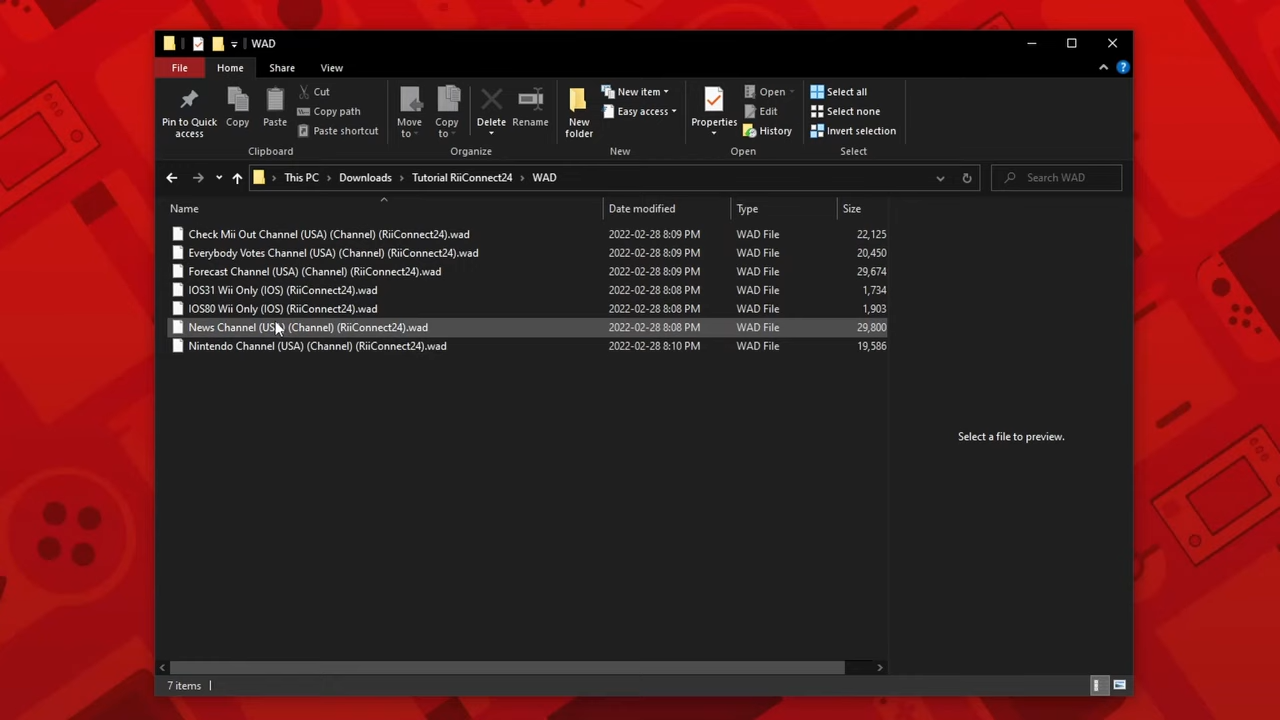 WAD
File Home Share View
Pin to Quick access
Copy
Paste
Cut
Copy path
Paste shortcut
Clipboard
Move to
Copy to
Delete
Rename
Organize
New folder
New item
Easy access
New
Properties
Open
Edit
History
Open
Select all
Select none
Invert selection
Select
This PC > Downloads > Tutorial RiiConnect24 > WAD
Search WAD
Name Date modified Type Size
Check Mii Out Channel (USA) (Channel) (RiiConnect24).wad 2022-02-28 8:09 PM WAD File 22,125
Everybody Votes Channel (USA) (Channel) (RiiConnect24).wad 2022-02-28 8:09 PM WAD File 20,450
Forecast Channel (USA) (Channel) (RiiConnect24).wad 2022-02-28 8:09 PM WAD File 29,674
IOS31 Wii Only (IOS) (RiiConnect24).wad 2022-02-28 8:08 PM WAD File 1,734
IOS80 Wii Only (IOS) (RiiConnect24).wad 2022-02-28 8:08 PM WAD File 1,903
News Channel (USA) (Channel) (RiiConnect24).wad 2022-02-28 8:08 PM WAD File 29,800
Nintendo Channel (USA) (Channel) (RiiConnect24).wad 2022-02-28 8:10 PM WAD File 19,586
Select a file to preview.
7 items